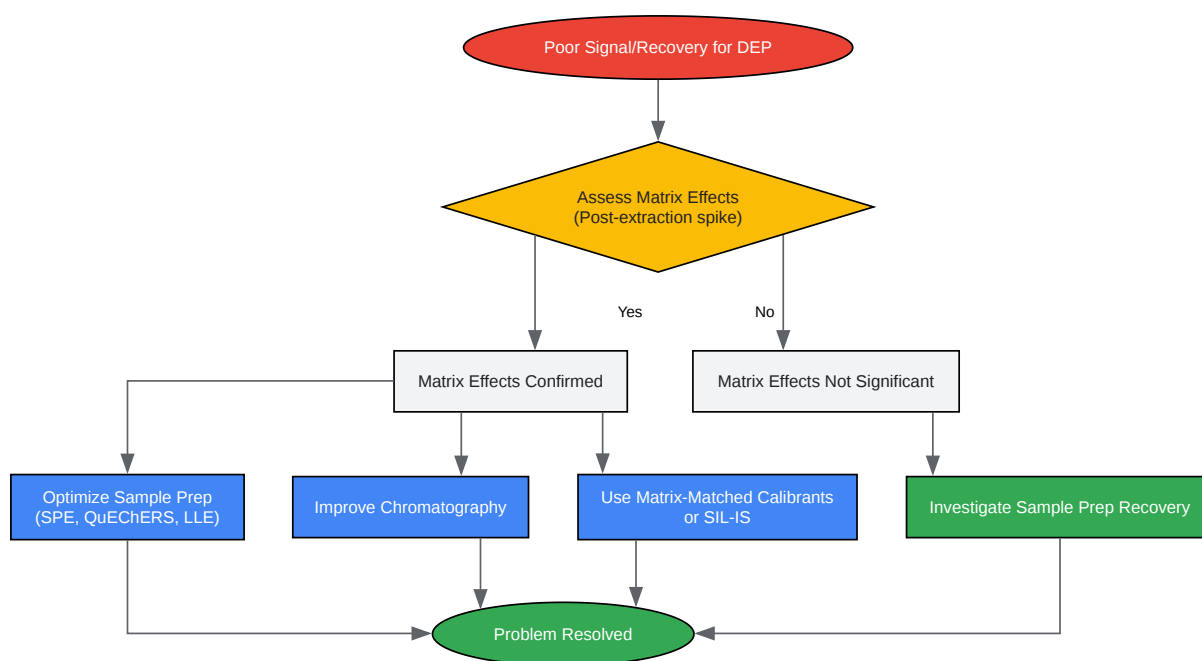 Poor Signal/Recovery for DEP
Assess Matrix Effects
(Post-extraction spike)
Yes
No
Matrix Effects Confirmed
Matrix Effects Not Significant
Optimize Sample Prep
(SPE, QuEChERS, LLE)
Improve Chromatography
Use Matrix-Matched Calibrants
or SIL-IS
Investigate Sample Prep Recovery
Problem Resolved